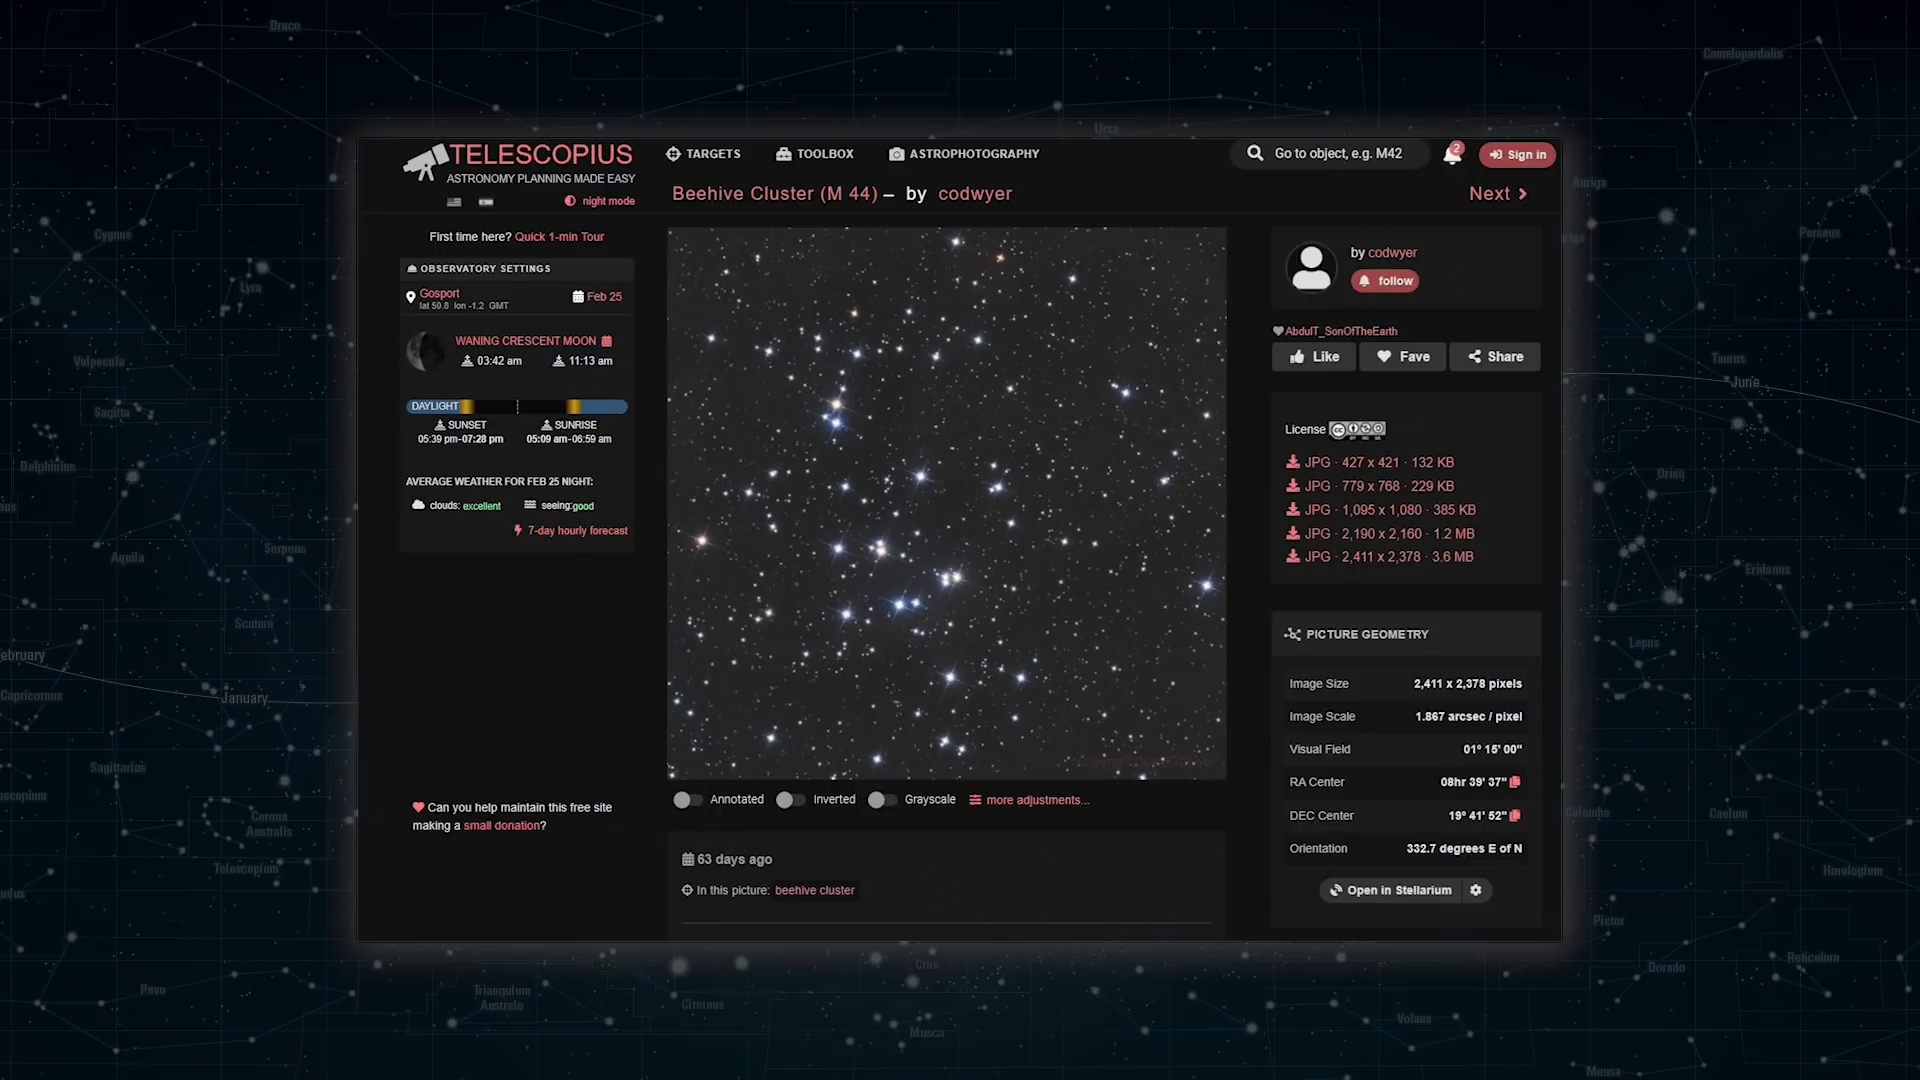 Draco
Camelopardalis
Ursa
Auriga
Cygnus
Perseus
Lyra
Vulpecula
Taurus
June
Sagitta
Delphinius
Orion
Aquila
Serpens
Eridanus
Scutum
Lepus
January
Capricornus
Sagittarius
Corona
Australis
Columba
Caelum
Telescopium
Horologium
Pictor
Crux
Reticulum
Dorado
Pavo
Triangulum
Australe
Circinus
Musca
Volans
Mensa
TELESCOPIUS
ASTRONOMY PLANNING MADE EASY
night mode
TARGETS
TOOLBOX
ASTROPHOTOGRAPHY
Go to object, e.g. M42
2
Sign in
Beehive Cluster (M 44) – by codwyer
Next
First time here? Quick 1-min Tour
OBSERVATORY SETTINGS
Gosport
lat 50.8 lon -1.2 GMT
Feb 25
WANING CRESCENT MOON
03:42 am
11:13 am
DAYLIGHT
SUNSET
SUNRISE
05:39 pm-07:28 pm
05:09 am-06:59 am
AVERAGE WEATHER FOR FEB 25 NIGHT:
clouds: excellent
seeing:good
7-day hourly forecast
Can you help maintain this free site
making a small donation?
Annotated
Inverted
Grayscale
more adjustments...
63 days ago
In this picture: beehive cluster
by codwyer
follow
AbdulT_SonOfTheEarth
Like
Fave
Share
License
JPG · 427 x 421 · 132 KB
JPG · 779 x 768 · 229 KB
JPG · 1,095 x 1,080 · 385 KB
JPG · 2,190 x 2,160 · 1.2 MB
JPG · 2,411 x 2,378 · 3.6 MB
PICTURE GEOMETRY
Image Size 2,411 x 2,378 pixels
Image Scale 1.867 arcsec / pixel
Visual Field 01º 15' 00"
RA Center 08hr 39' 37"
DEC Center 19º 41' 52"
Orientation 332.7 degrees E of N
Open in Stellarium